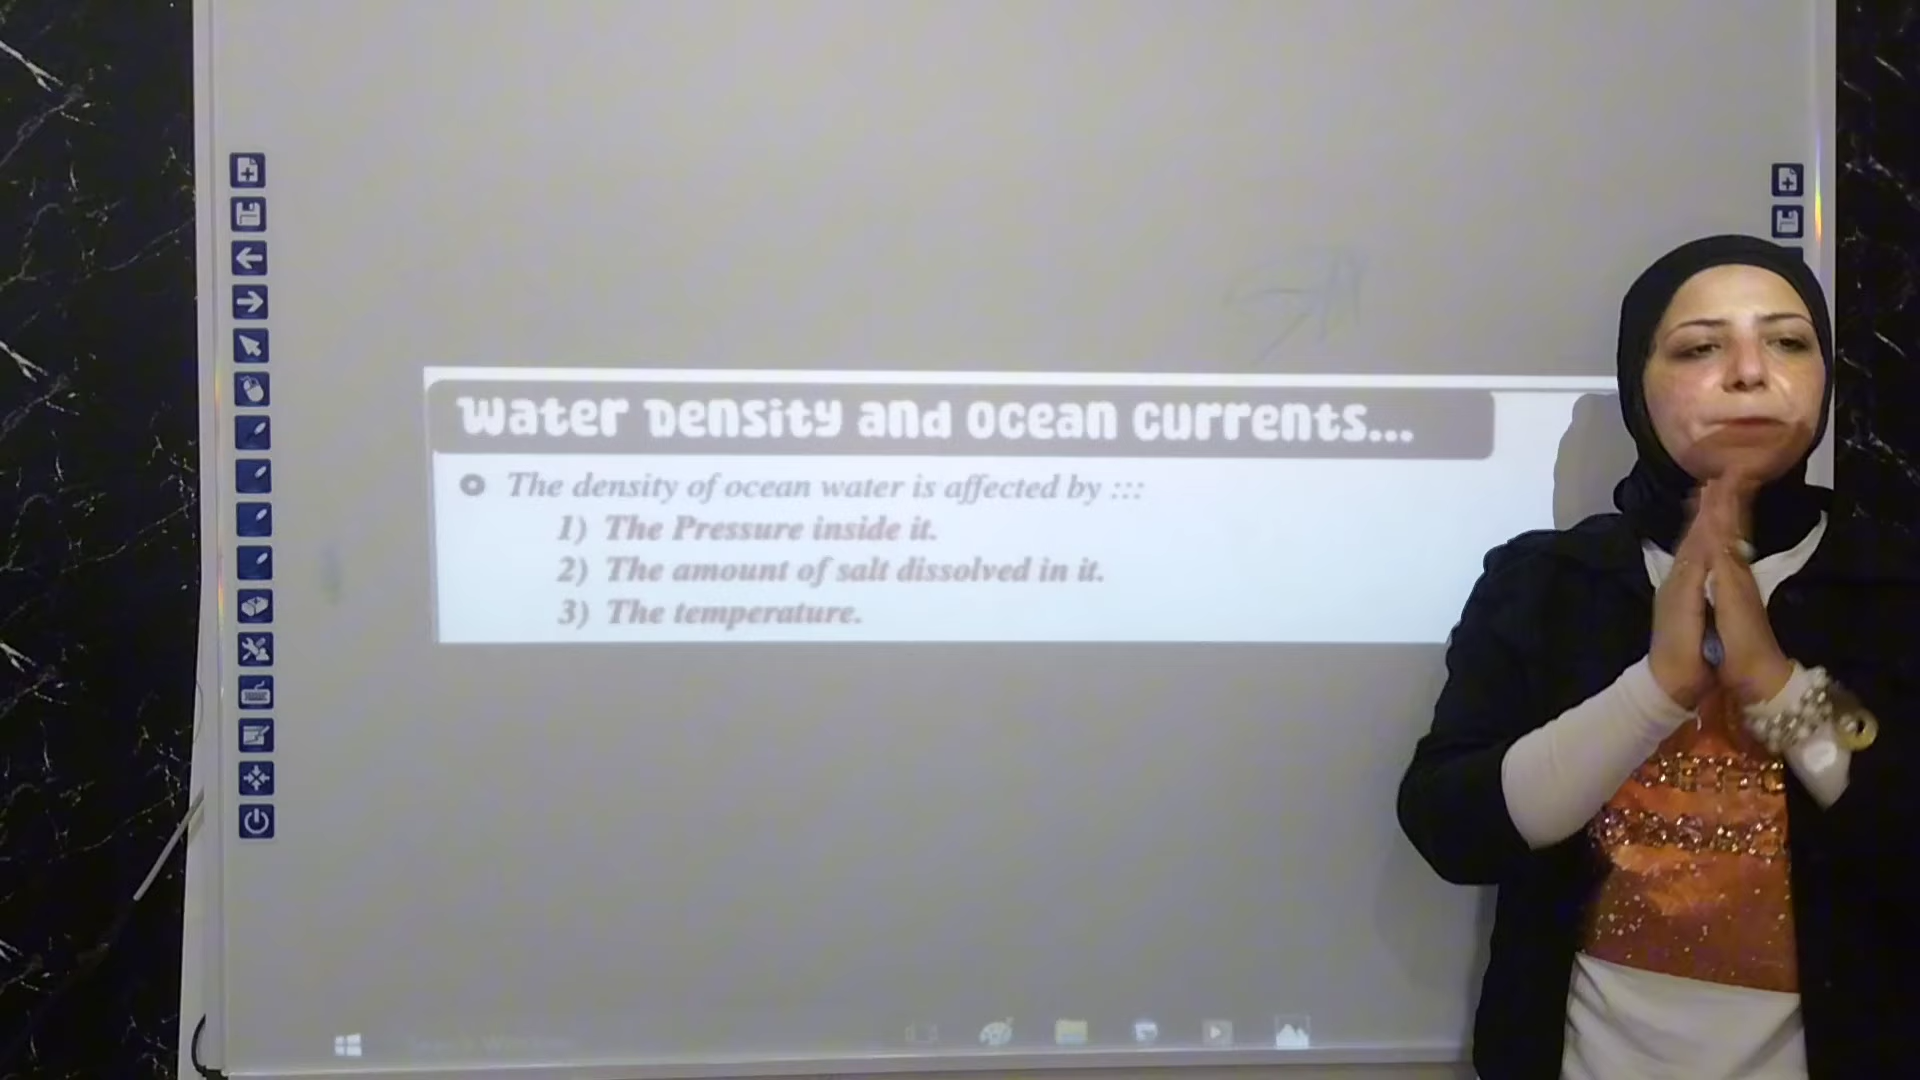 Water Density and Ocean Currents...
The density of ocean water is affected by :::
1) The Pressure inside it.
2) The amount of salt dissolved in it.
3) The temperature.